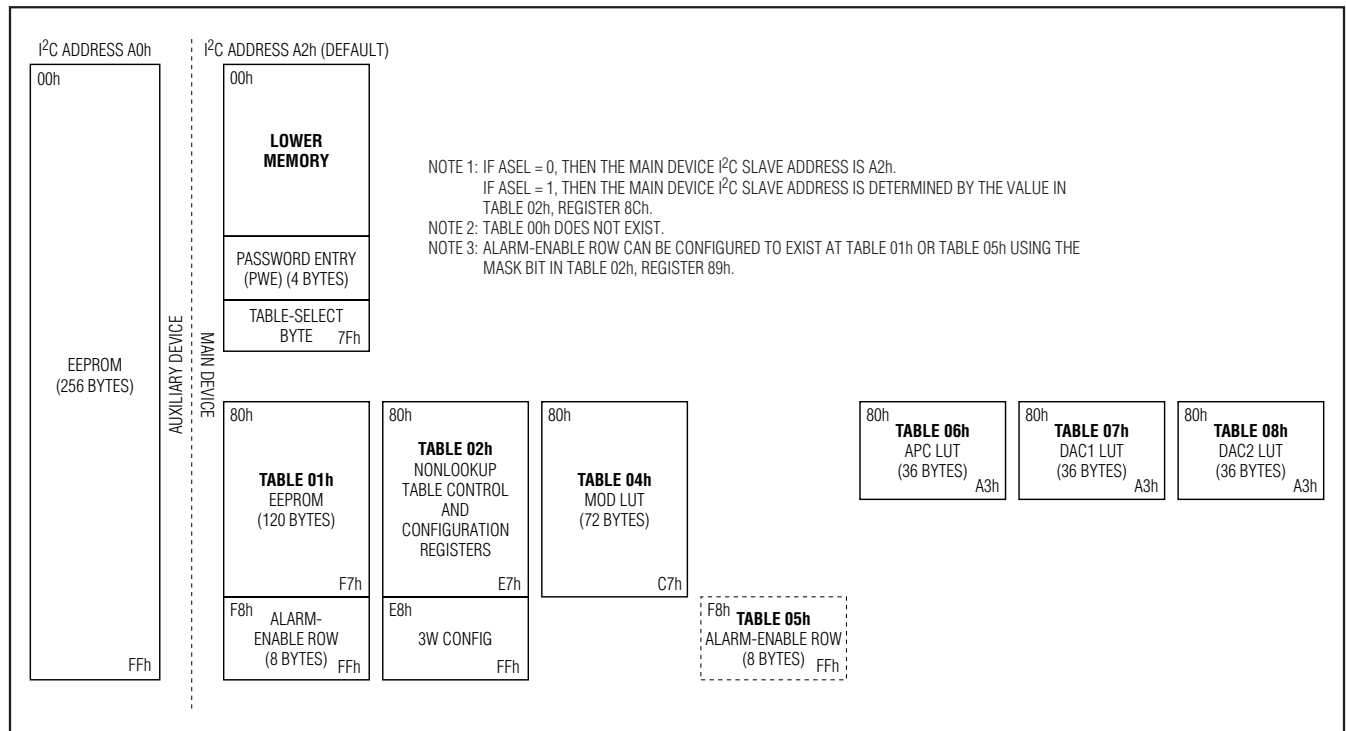 I2C ADDRESS A0h
00h
EEPROM
(256 BYTES)
FFh
AUXILIARY DEVICE
MAIN DEVICE
I2C ADDRESS A2h (DEFAULT)
00h
LOWER
MEMORY
PASSWORD ENTRY
(PWE) (4 BYTES)
TABLE-SELECT
BYTE
7Fh
NOTE 1: IF ASEL = 0, THEN THE MAIN DEVICE I2C SLAVE ADDRESS IS A2h.
IF ASEL = 1, THEN THE MAIN DEVICE I2C SLAVE ADDRESS IS DETERMINED BY THE VALUE IN
TABLE 02h, REGISTER 8Ch.
NOTE 2: TABLE 00h DOES NOT EXIST.
NOTE 3: ALARM-ENABLE ROW CAN BE CONFIGURED TO EXIST AT TABLE 01h OR TABLE 05h USING THE
MASK BIT IN TABLE 02h, REGISTER 89h.
80h
TABLE 01h
EEPROM
(120 BYTES)
F7h
F8h
ALARM-
ENABLE ROW
(8 BYTES)
FFh
80h
TABLE 02h
NONLOOKUP
TABLE CONTROL
AND
CONFIGURATION
REGISTERS
E7h
E8h
3W CONFIG
FFh
80h
TABLE 04h
MOD LUT
(72 BYTES)
C7h
F8h
TABLE 05h
ALARM-ENABLE ROW
(8 BYTES)
FFh
80h
TABLE 06h
APC LUT
(36 BYTES)
A3h
80h
TABLE 07h
DAC1 LUT
(36 BYTES)
A3h
80h
TABLE 08h
DAC2 LUT
(36 BYTES)
A3h